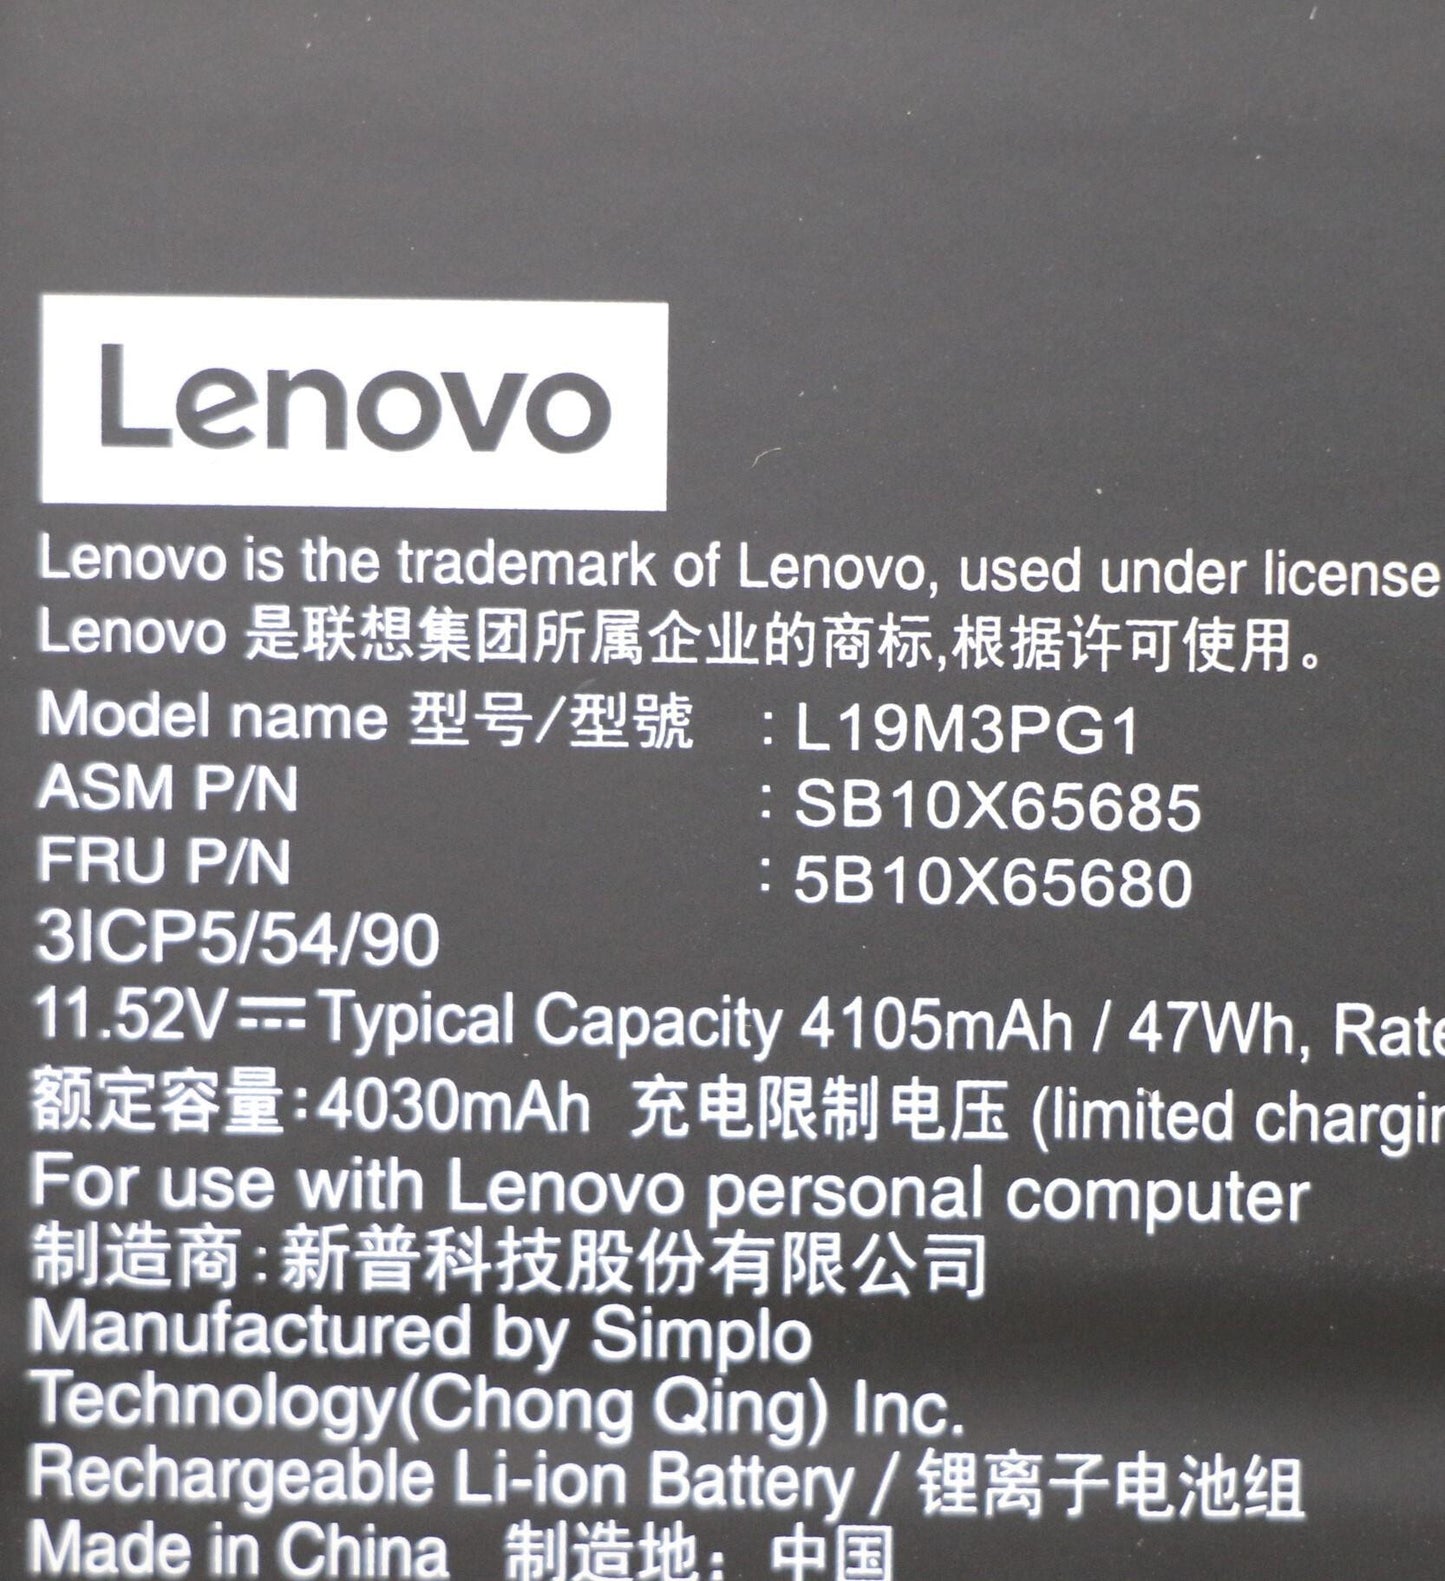 Lenovo
Lenovo is the trademark of Lenovo, used under license
Lenovo 是联想集团所属企业的商标,根据许可使用。
Model name 型号/型號 : L19M3PG1
ASM P/N : SB10X65685
FRU P/N : 5B10X65680
3ICP5/54/90
11.52V⎓Typical Capacity 4105mAh / 47Wh, Rate
额定容量:4030mAh 充电限制电压 (limited chargin
For use with Lenovo personal computer
制造商:新普科技股份有限公司
Manufactured by Simplo
Technology(Chong Qing) Inc.
Rechargeable Li-ion Battery / 锂离子电池组
Made in China 制造地: 中国